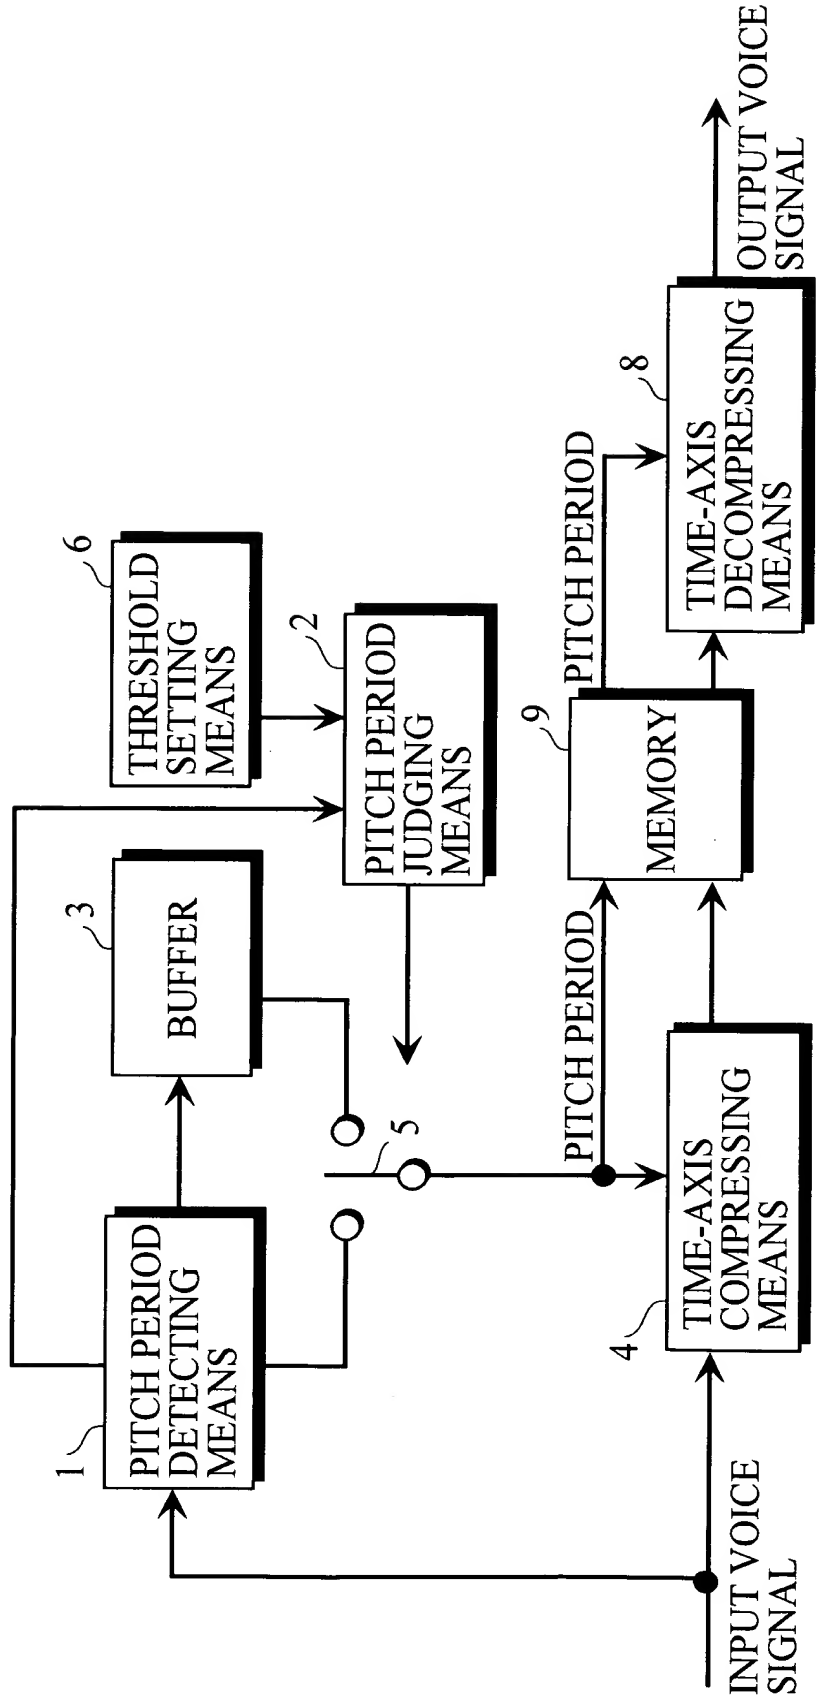 1
PITCH PERIOD
DETECTING
MEANS
3
BUFFER
6
THRESHOLD
SETTING
MEANS
2
PITCH PERIOD
JUDGING
MEANS
5
PITCH PERIOD
9
MEMORY
PITCH PERIOD
4
TIME-AXIS
COMPRESSING
MEANS
8
TIME-AXIS
DECOMPRESSING
MEANS
INPUT VOICE
SIGNAL
OUTPUT VOICE
SIGNAL